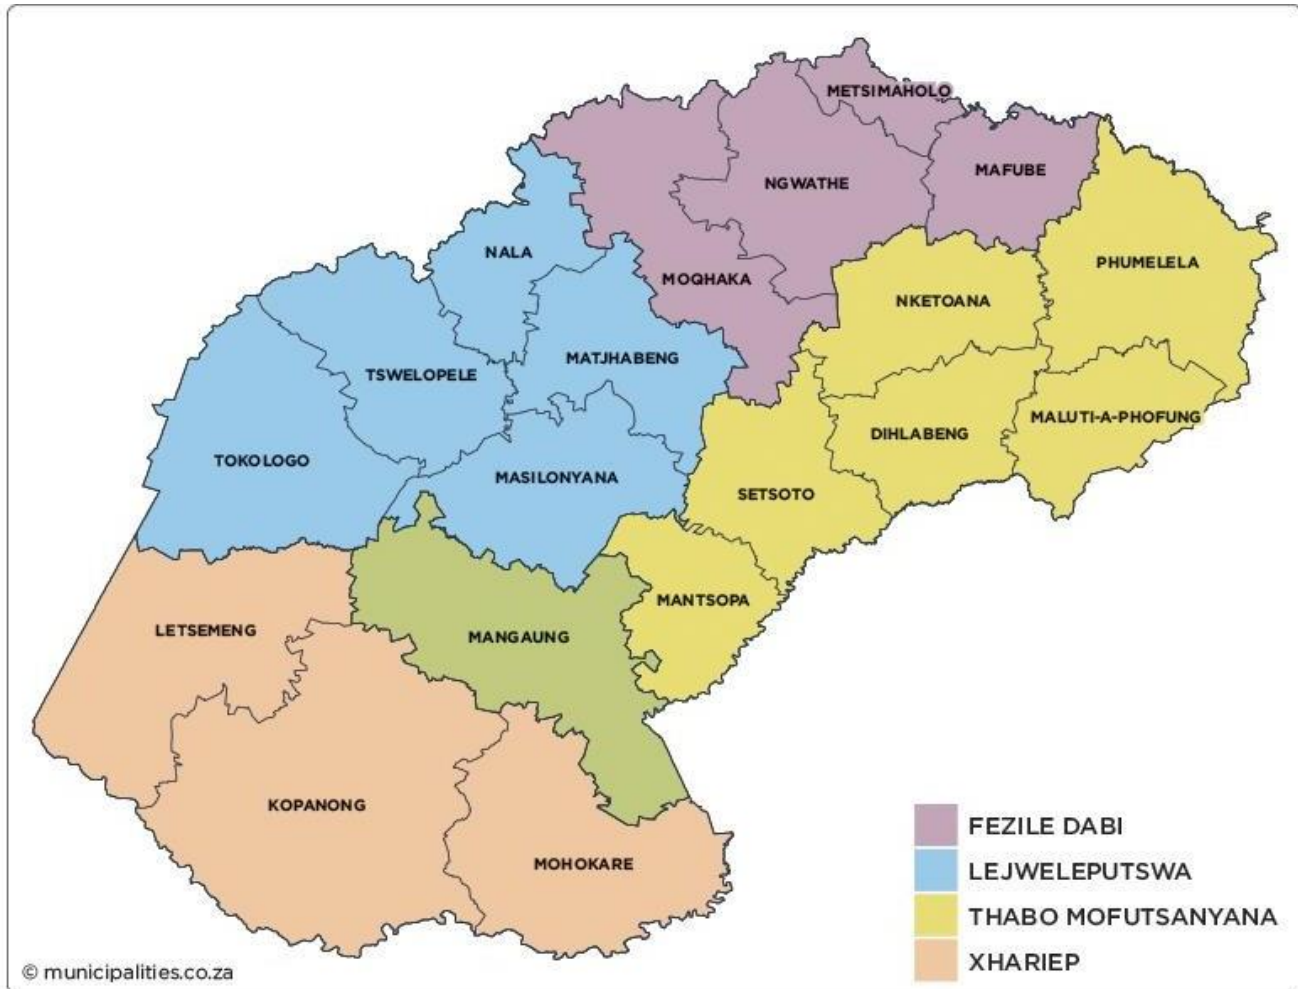 METSIMAHOLO
NGWATHE
MAFUBE
NALA
MOQHAKA
PHUMELELA
NKETOANA
MATJHABENG
TSWELOPELE
MALUTI-A-PHOFUNG
DIHLABENG
TOKOLOGO
MASILONYANA
SETSOTO
MANTSOPA
LETSEMENG
MANGAUNG
KOPANONG
MOHOKARE
FEZILE DABI
LEJWELEPUTSWA
THABO MOFUTSANYANA
XHARIEP
© municipalities.co.za